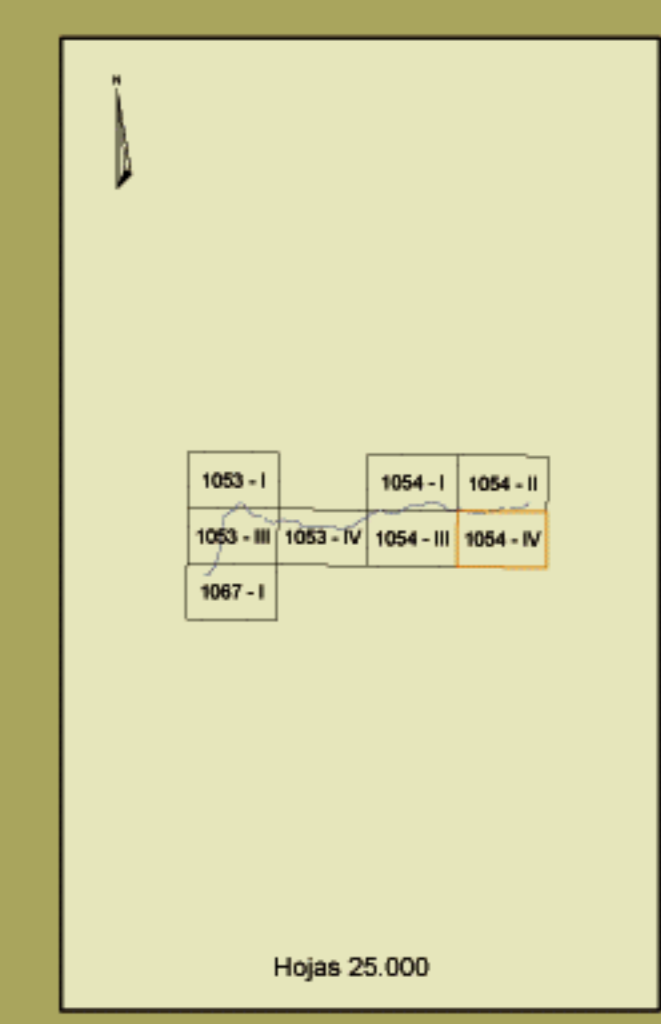 N
1053 - I
1054 - I
1054 - II
1053 - III
1053 - IV
1054 - III
1054 - IV
1067 - I
Hojas 25.000